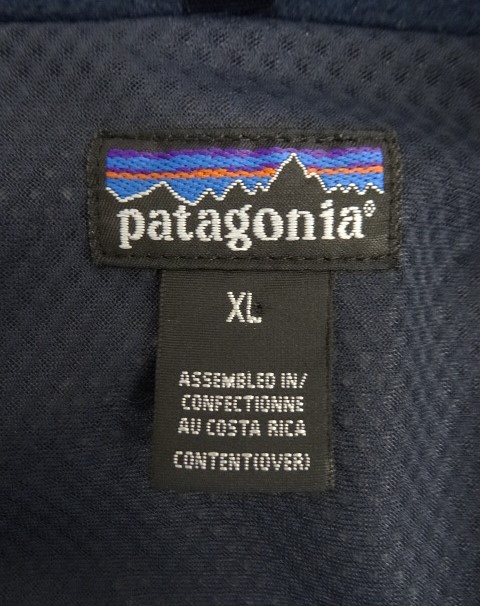 patagonia®
XL
ASSEMBLED IN/
CONFECTIONNE
AU COSTA RICA
CONTENT(OVER)